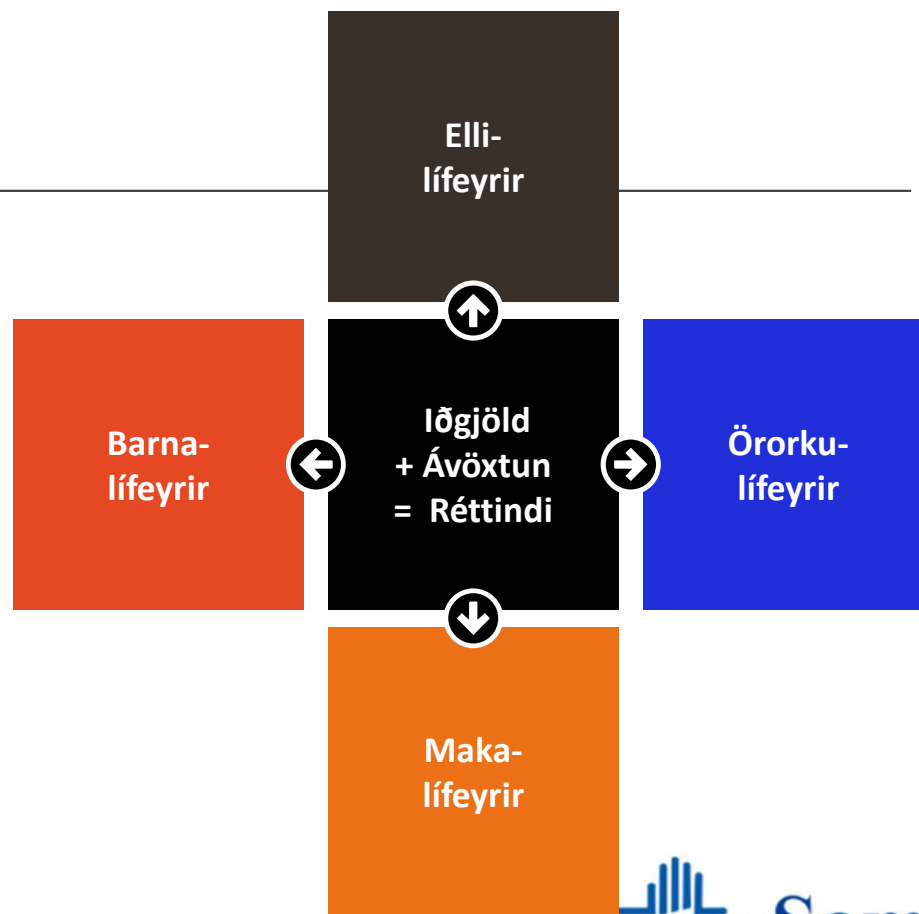 Elli-
lífeyrir
Barna-
lífeyrir
Iðgjöld
+ Ávöxtun
= Réttindi
Örorku-
lífeyrir
Maka-
lífeyrir